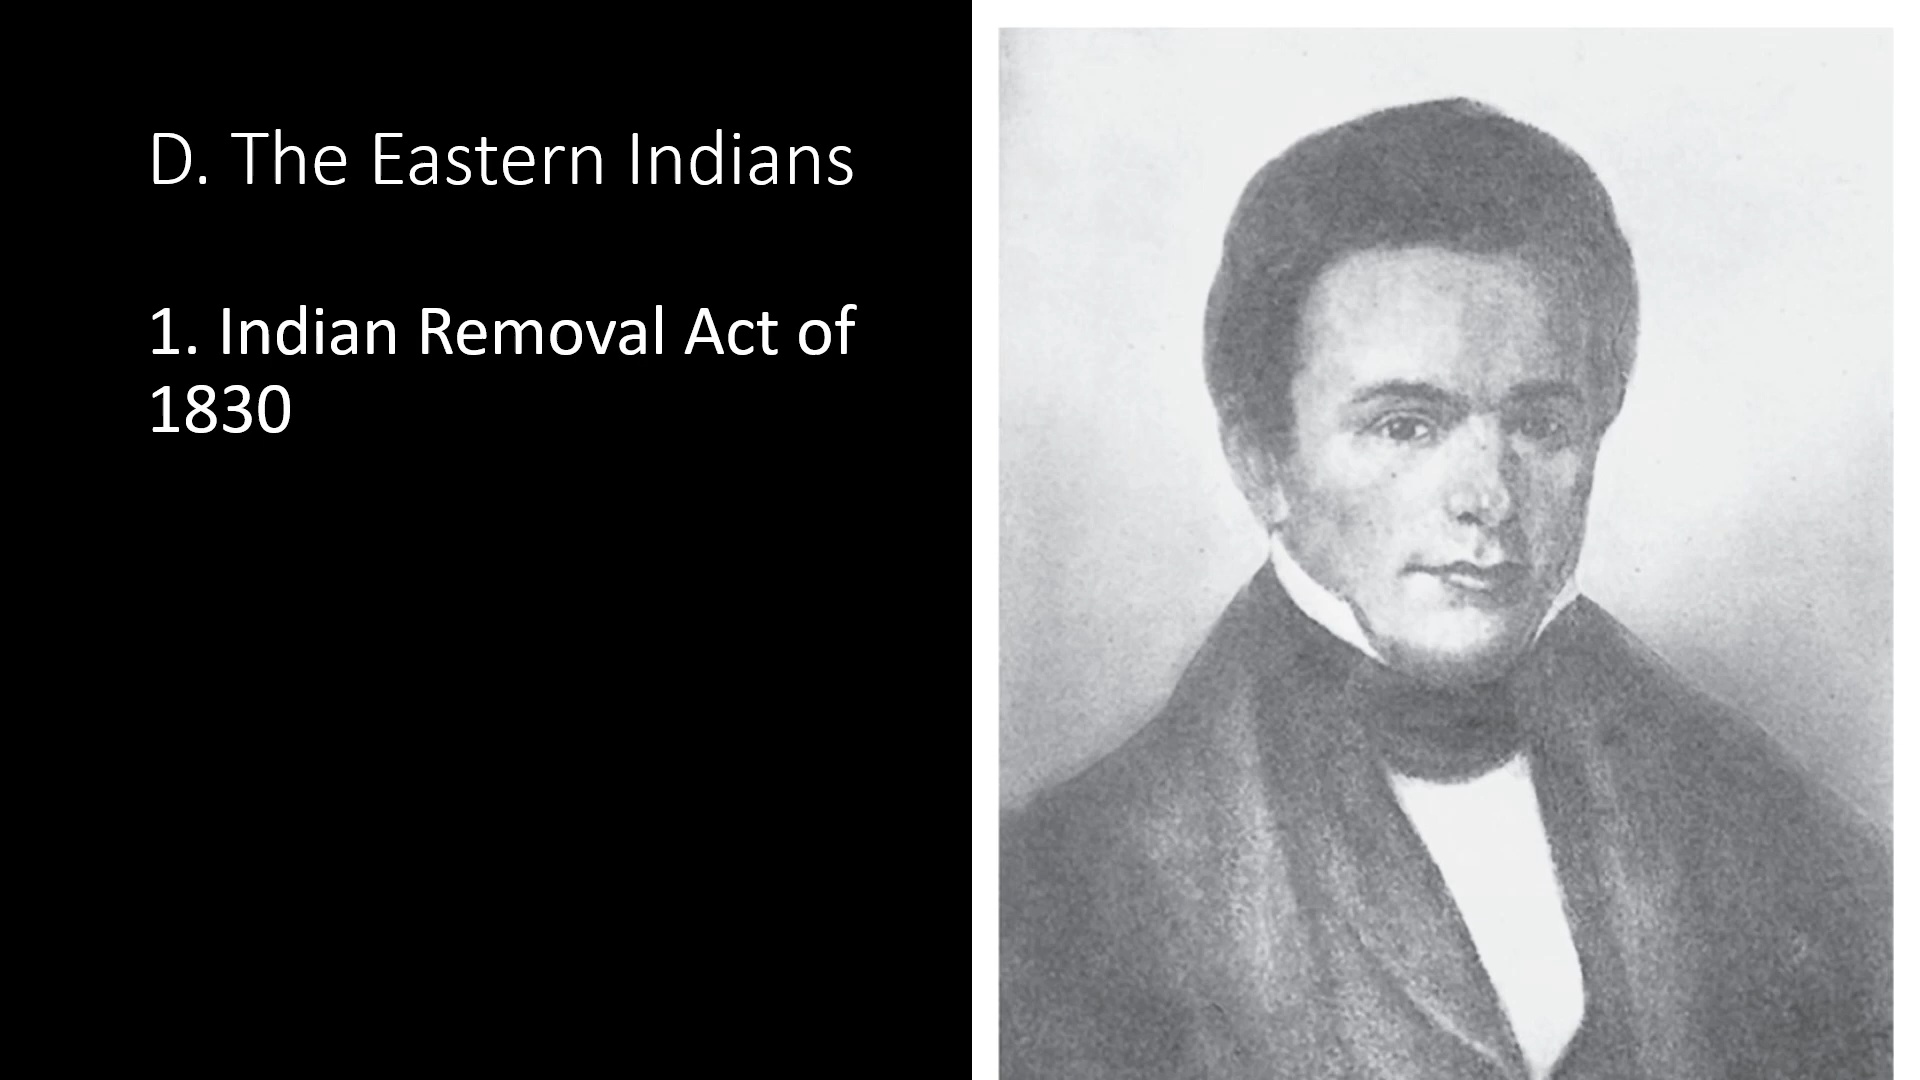 D. The Eastern Indians
1. Indian Removal Act of
1830